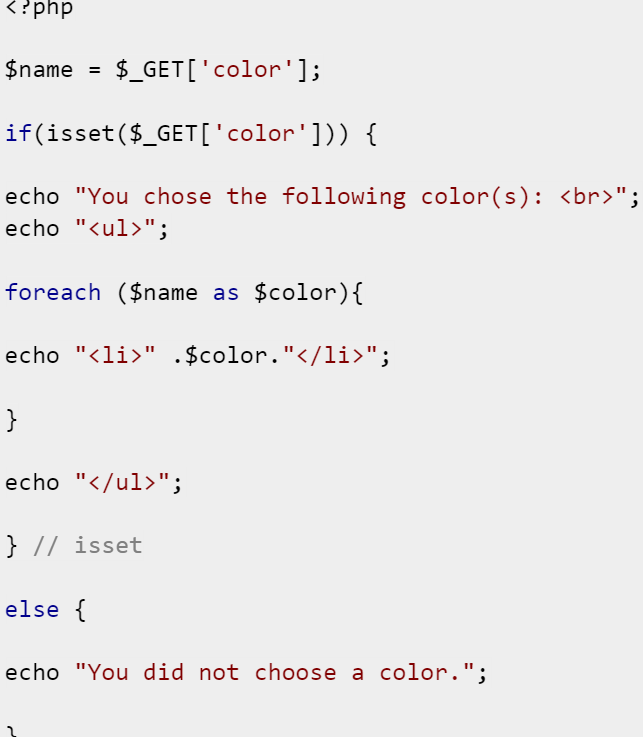 <?php
$name = $_GET['color'];
if(isset($_GET['color'])) {
echo "You chose the following color(s): <br>";
echo "<ul>";
foreach ($name as $color){
echo "<li>" .$color."</li>";
}
echo "</ul>";
} // isset
else {
echo "You did not choose a color.";
}